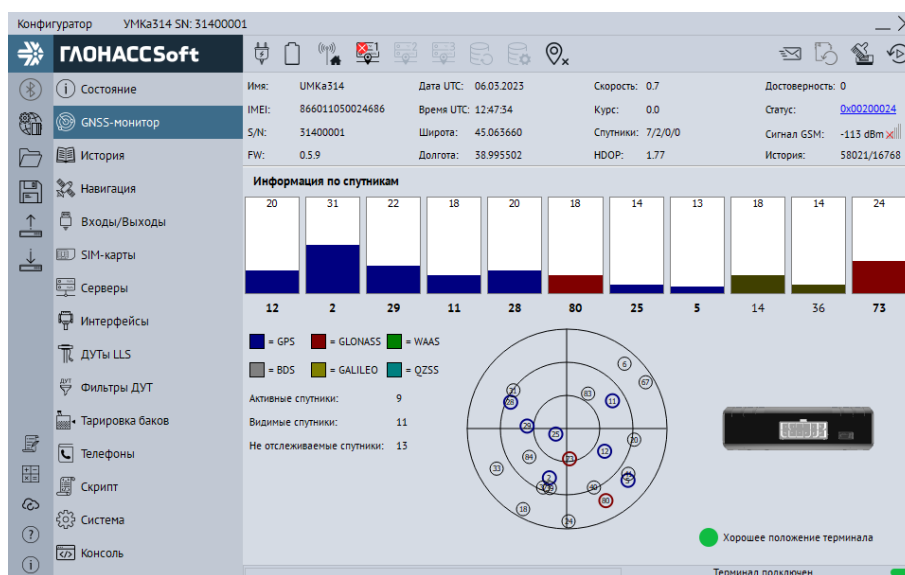 Конфигуратор УМКа314 SN: 31400001
ГЛОНАССSoft
Состояние
GNSS-монитор
История
Навигация
Входы/Выходы
SIM-карты
Серверы
Интерфейсы
ДУТы LLS
Фильтры ДУТ
Тарировка баков
Телефоны
Скрипт
Система
Консоль
Имя: UMKa314 Дата UTC: 06.03.2023 Скорость: 0.7 Достоверность: 0
IMEI: 866011050024686 Время UTC: 12:47:34 Курс: 0.0 Статус: 0x00200024
S/N: 31400001 Широта: 45.063660 Спутники: 7/2/0/0 Сигнал GSM: -113 dBm
FW: 0.5.9 Долгота: 38.995502 HDOP: 1.77 История: 58021/16768
Информация по спутникам
20 31 22 18 20 18 14 13 18 14 24
12 2 29 11 28 80 25 5 14 36 73
= GPS = GLONASS = WAAS
= BDS = GALILEO = QZSS
Активные спутники: 9
Видимые спутники: 11
Не отслеживаемые спутники: 13
6
67
83
11
28
29
25
20
12
84
73
33
2
5
40
80
18
24
Хорошее положение терминала
Терминал подключен